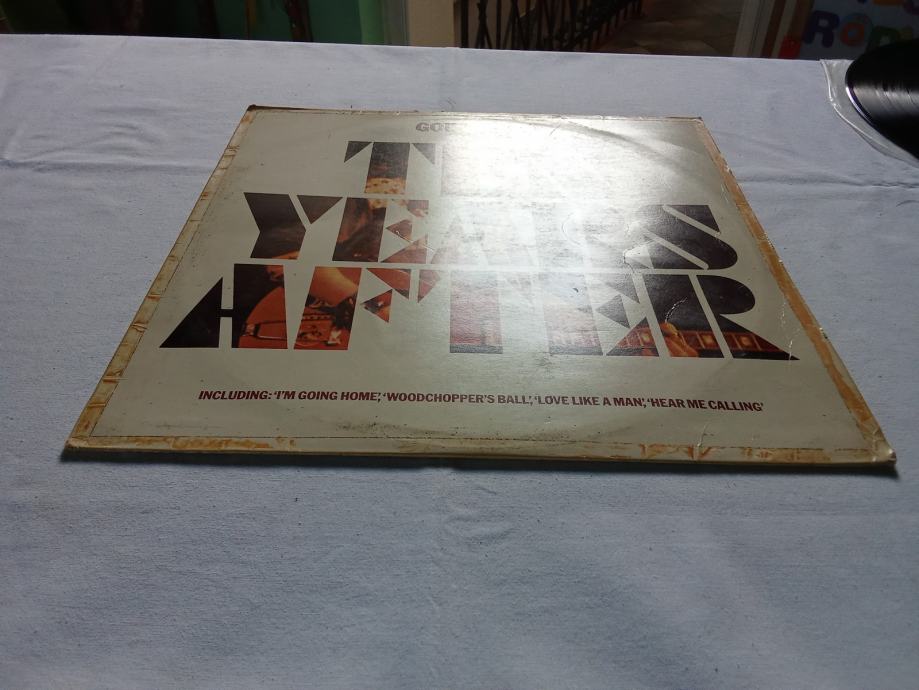 TEN
YEARS
AFTER
INCLUDING: 'I'M GOING HOME', 'WOODCHOPPER'S BALL', 'LOVE LIKE A MAN', 'HEAR ME CALLING'